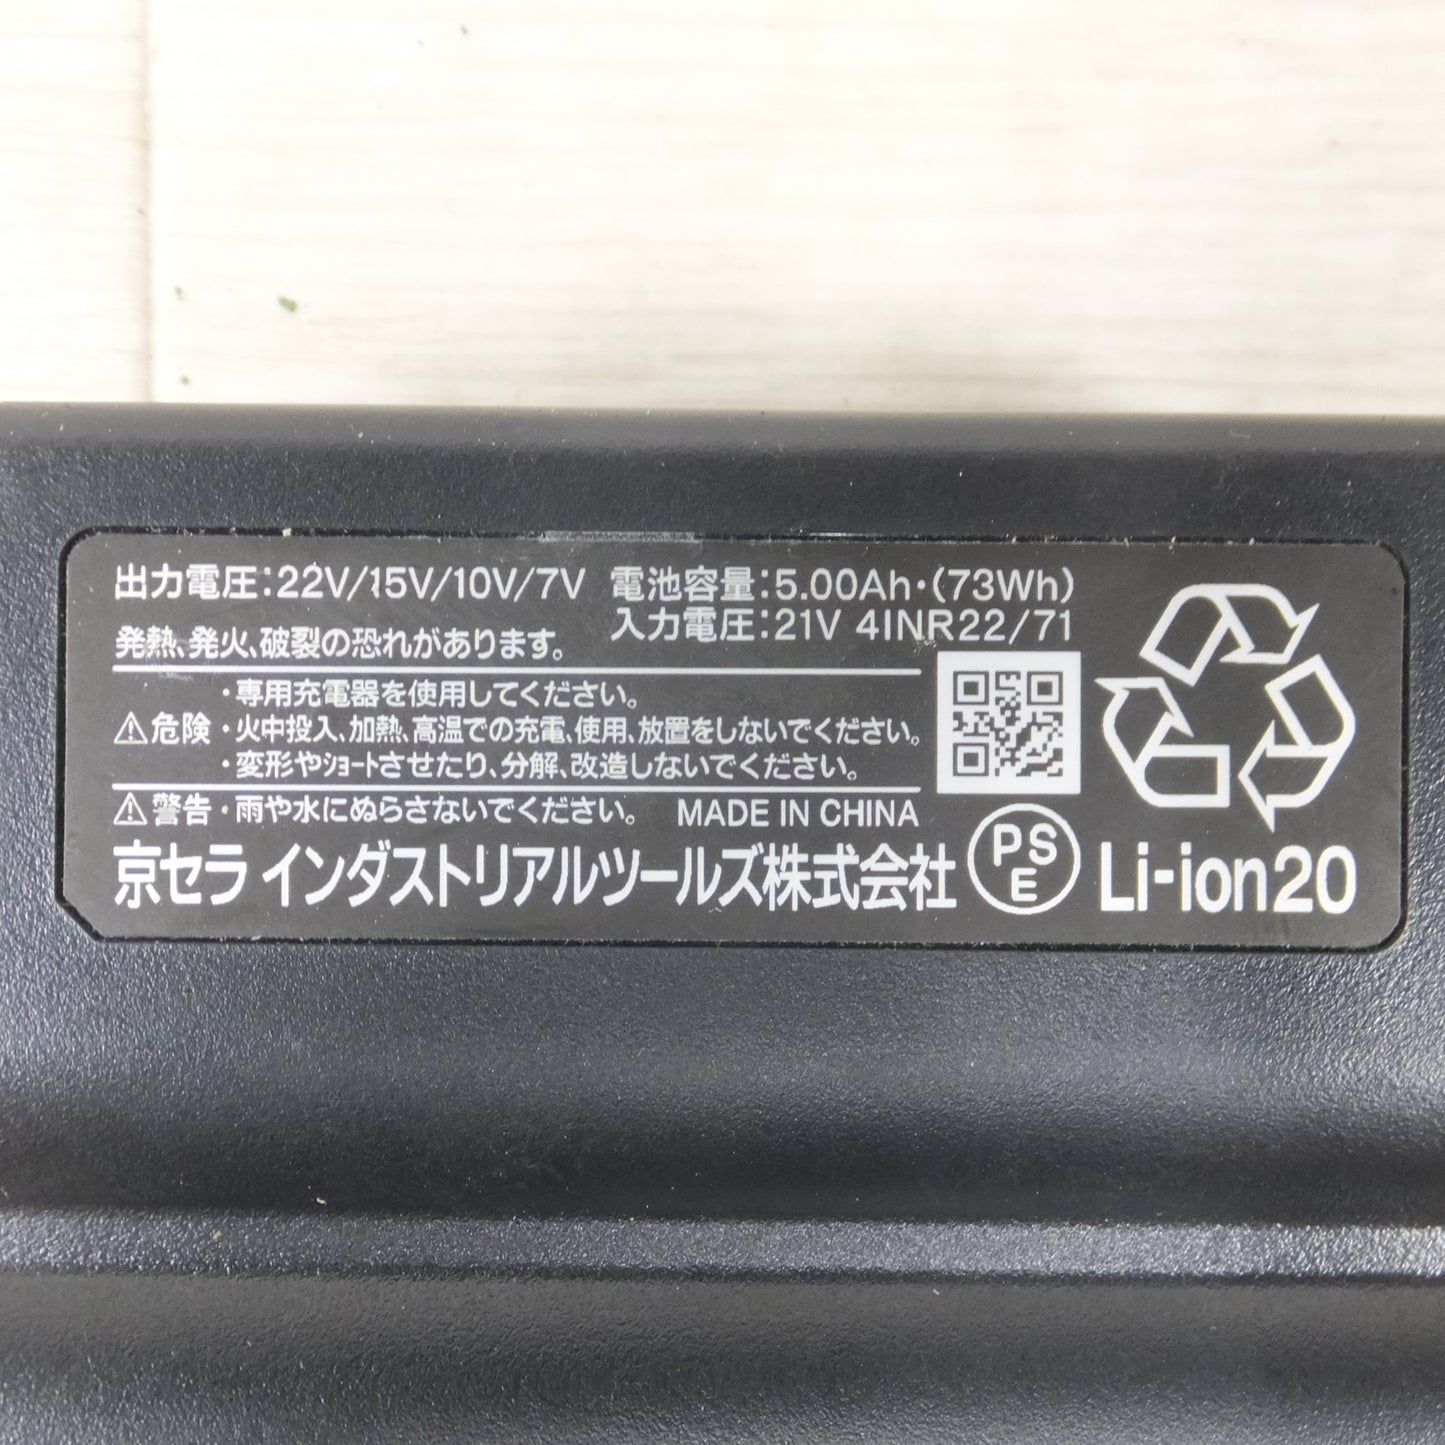 出力電圧:22V/15V/10V/7V 電池容量:5.00Ah・(73Wh)
入力電圧:21V 4INR22/71
発熱、発火、破裂の恐れがあります。
・専用充電器を使用してください。
⚠危険・火中投入、加熱、高温での充電、使用、放置をしないでください。
・変形やショートさせたり、分解、改造しないでください。
⚠警告・雨や水にぬらさないでください。 MADE IN CHINA
京セラ インダストリアルツールズ株式会社 PSE Li-ion20